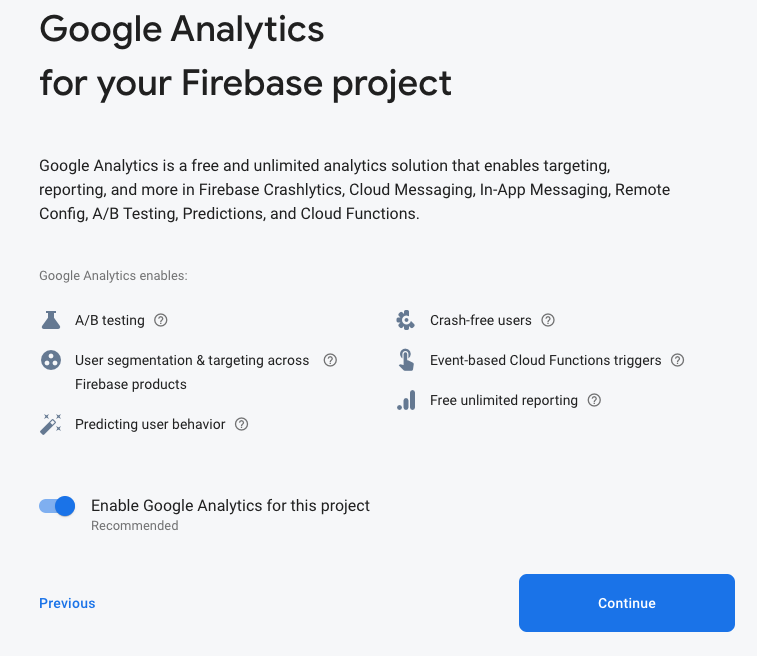 Google Analytics
for your Firebase project
Google Analytics is a free and unlimited analytics solution that enables targeting,
reporting, and more in Firebase Crashlytics, Cloud Messaging, In-App Messaging, Remote
Config, A/B Testing, Predictions, and Cloud Functions.
Google Analytics enables:
A/B testing
User segmentation & targeting across
Firebase products
Predicting user behavior
Crash-free users
Event-based Cloud Functions triggers
Free unlimited reporting
Enable Google Analytics for this project
Recommended
Previous
Continue